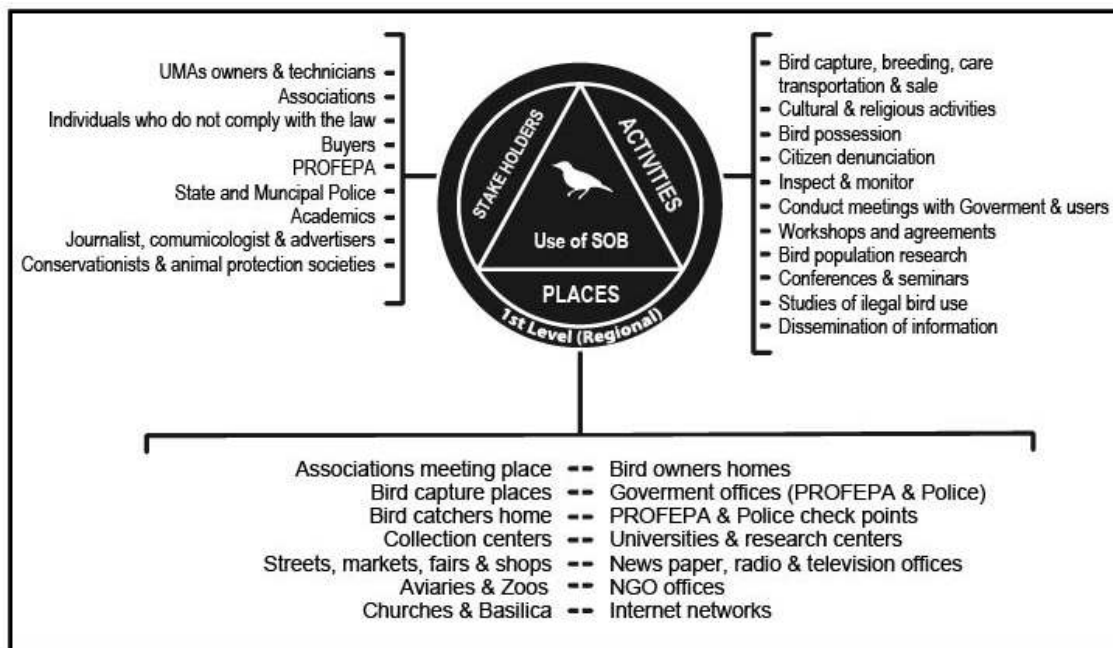 UMAs owners & technicians
Associations
Individuals who do not comply with the law
Buyers
PROFEPA
State and Muncipal Police
Academics
Journalist, comumicologist & advertisers
Conservationists & animal protection societies
STAKE HOLDERS
ACTIVITIES
Use of SOB
PLACES
1st Level (Regional)
Bird capture, breeding, care
transportation & sale
Cultural & religious activities
Bird possession
Citizen denunciation
Inspect & monitor
Conduct meetings with Goverment & users
Workshops and agreements
Bird population research
Conferences & seminars
Studies of ilegal bird use
Dissemination of information
Associations meeting place -- Bird owners homes
Bird capture places -- Goverment offices (PROFEPA & Police)
Bird catchers home -- PROFEPA & Police check points
Collection centers -- Universities & research centers
Streets, markets, fairs & shops -- News paper, radio & television offices
Aviaries & Zoos -- NGO offices
Churches & Basilica -- Internet networks